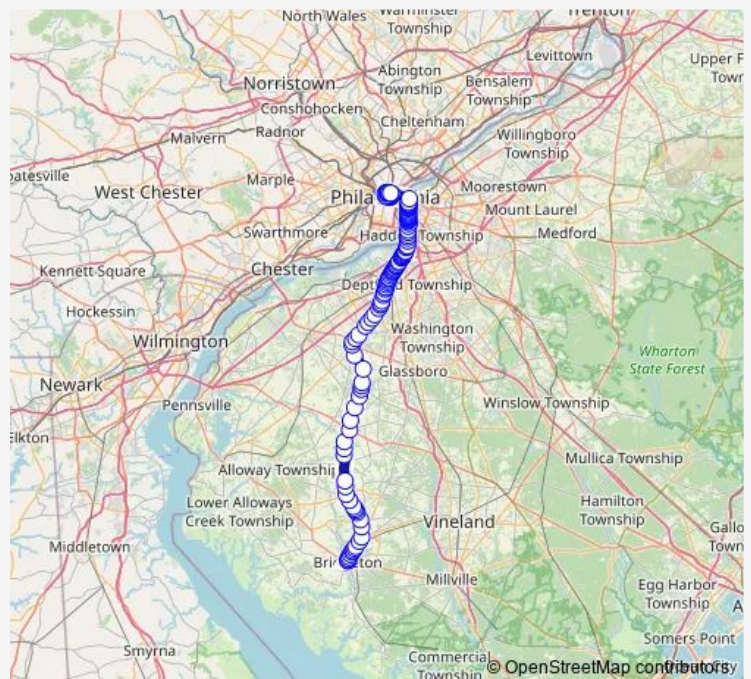 North Wales
Township
Levittown
Abington
Township
Bensalem
Township
Norristown
Conshohocken
Cheltenham
Malvern
Radnor
Willingboro
Township
West Chester
Marple
Moorestown
Mount Laurel
Swarthmore
Township
Medford
Kennett Square
Chester
Township
Hockessin
Washington
Township
Wilmington
Wharton
State Forest
Newark
Glassboro
Pennsville
Winslow Township
Mullica Township
Alloway Township
Lower Alloways
Creek Township
Hamilton
Township
Vineland
Middletown
Millville
Egg Harbor
Township
Smyrna
Somers Point
Commercial
Township
© OpenStreetMap contributors